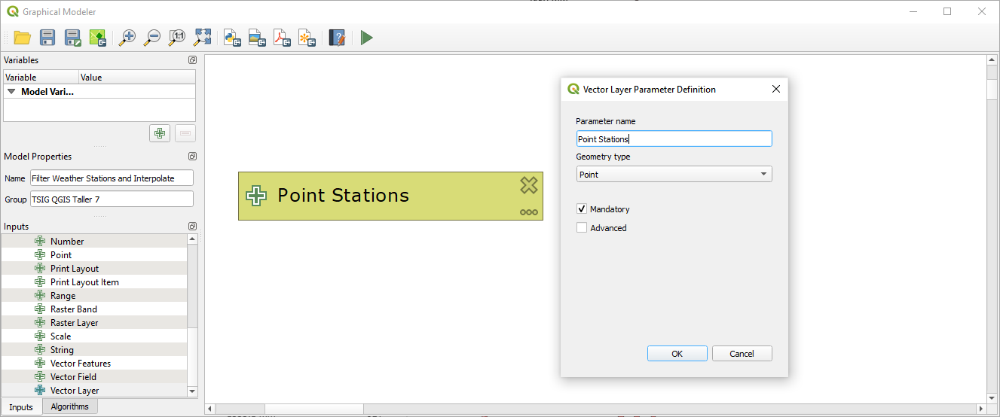 Graphical Modeler
1:1
Variables
Variable Value
Model Vari...
Model Properties
Name Filter Weather Stations and Interpolate
Group TSIG QGIS Taller 7
Inputs
Number
Point
Print Layout
Print Layout Item
Range
Raster Band
Raster Layer
Scale
String
Vector Features
Vector Field
Vector Layer
Inputs Algorithms
Point Stations
Vector Layer Parameter Definition
Parameter name
Point Stations
Geometry type
Point
Mandatory
Advanced
OK Cancel